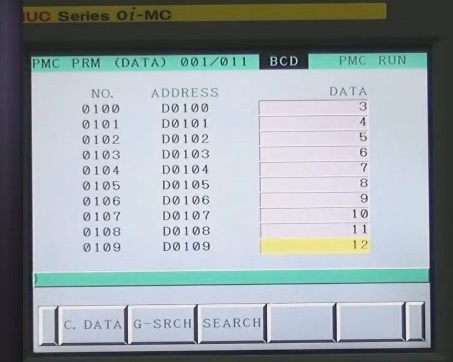 UC Series 0i-MC
PMC PRM (DATA) 001/011 BCD PMC RUN
NO. ADDRESS DATA
0100 D0100 3
0101 D0101 4
0102 D0102 5
0103 D0103 6
0104 D0104 7
0105 D0105 8
0106 D0106 9
0107 D0107 10
0108 D0108 11
0109 D0109 12
)
C. DATA G-SRCH SEARCH